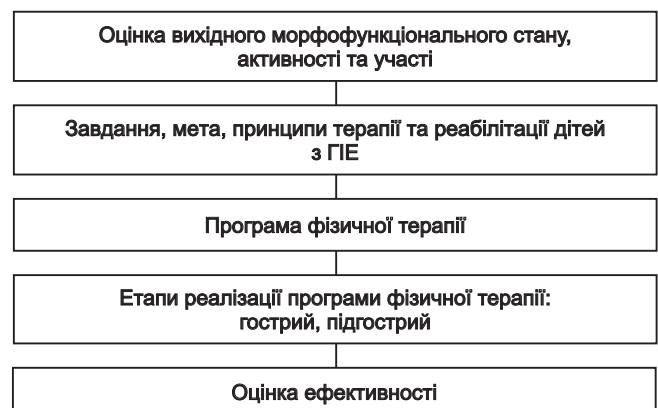 Оцінка вихідного морфофункціонального стану,
активності та участі
Завдання, мета, принципи терапії та реабілітації дітей
з ГІЕ
Програма фізичної терапії
Етапи реалізації програми фізичної терапії:
гострий, підгострий
Оцінка ефективності